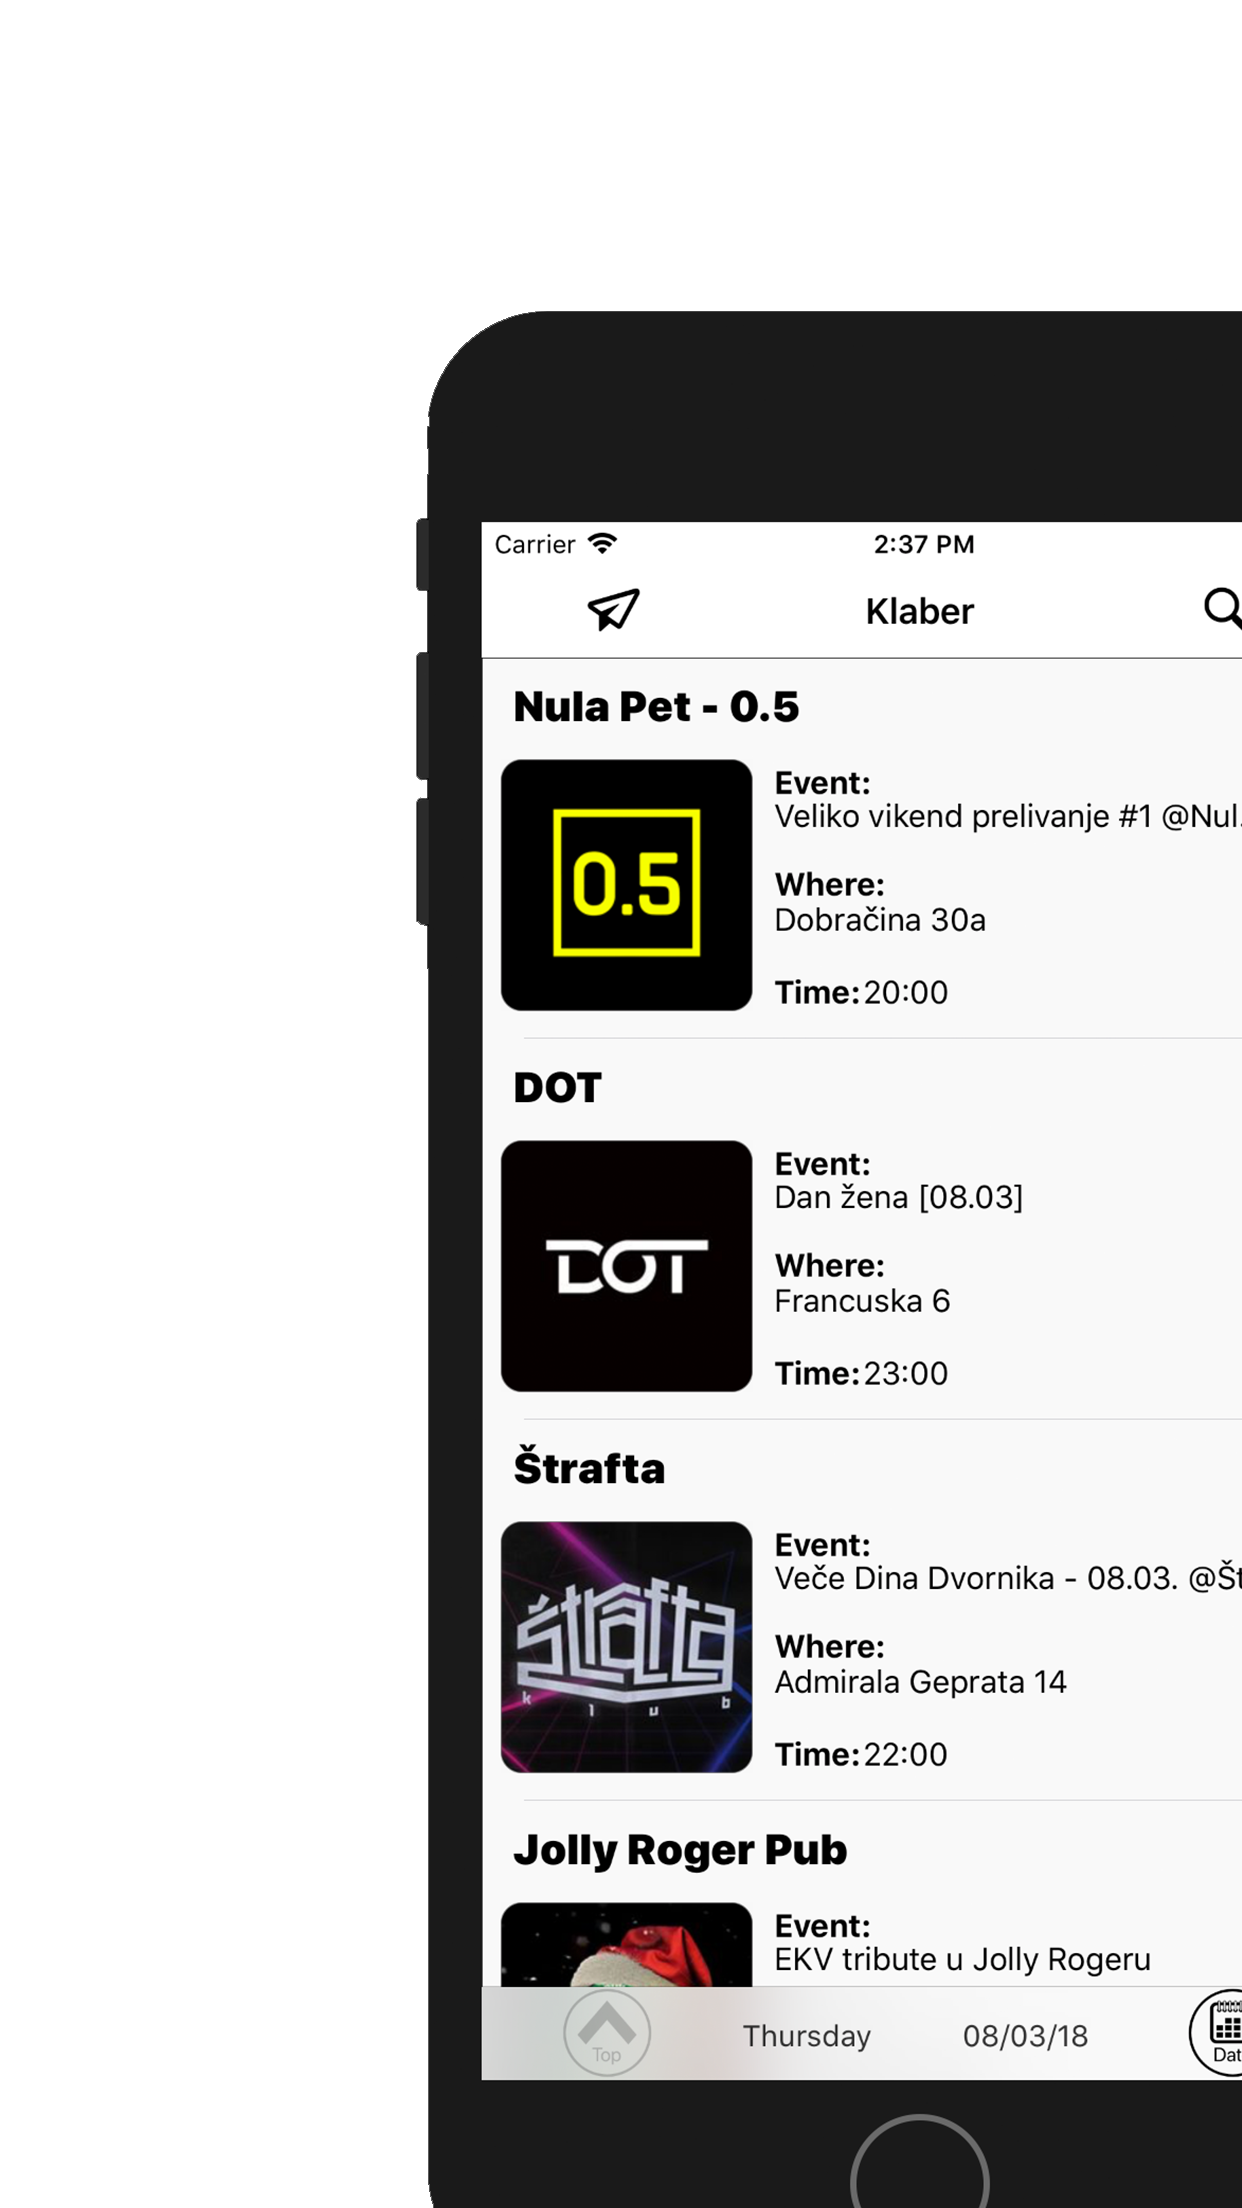 Carrier 2:37 PM
Klaber
Nula Pet - 0.5
0.5
Event:
Veliko vikend prelivanje #1 @Nul.
Where:
Dobračina 30a
Time: 20:00
DOT
DOT
Event:
Dan žena [08.03]
Where:
Francuska 6
Time: 23:00
Štrafta
štrafta
klub
Event:
Veče Dina Dvornika - 08.03. @Št
Where:
Admirala Geprata 14
Time: 22:00
Jolly Roger Pub
Event:
EKV tribute u Jolly Rogeru
Top Thursday 08/03/18 Dat